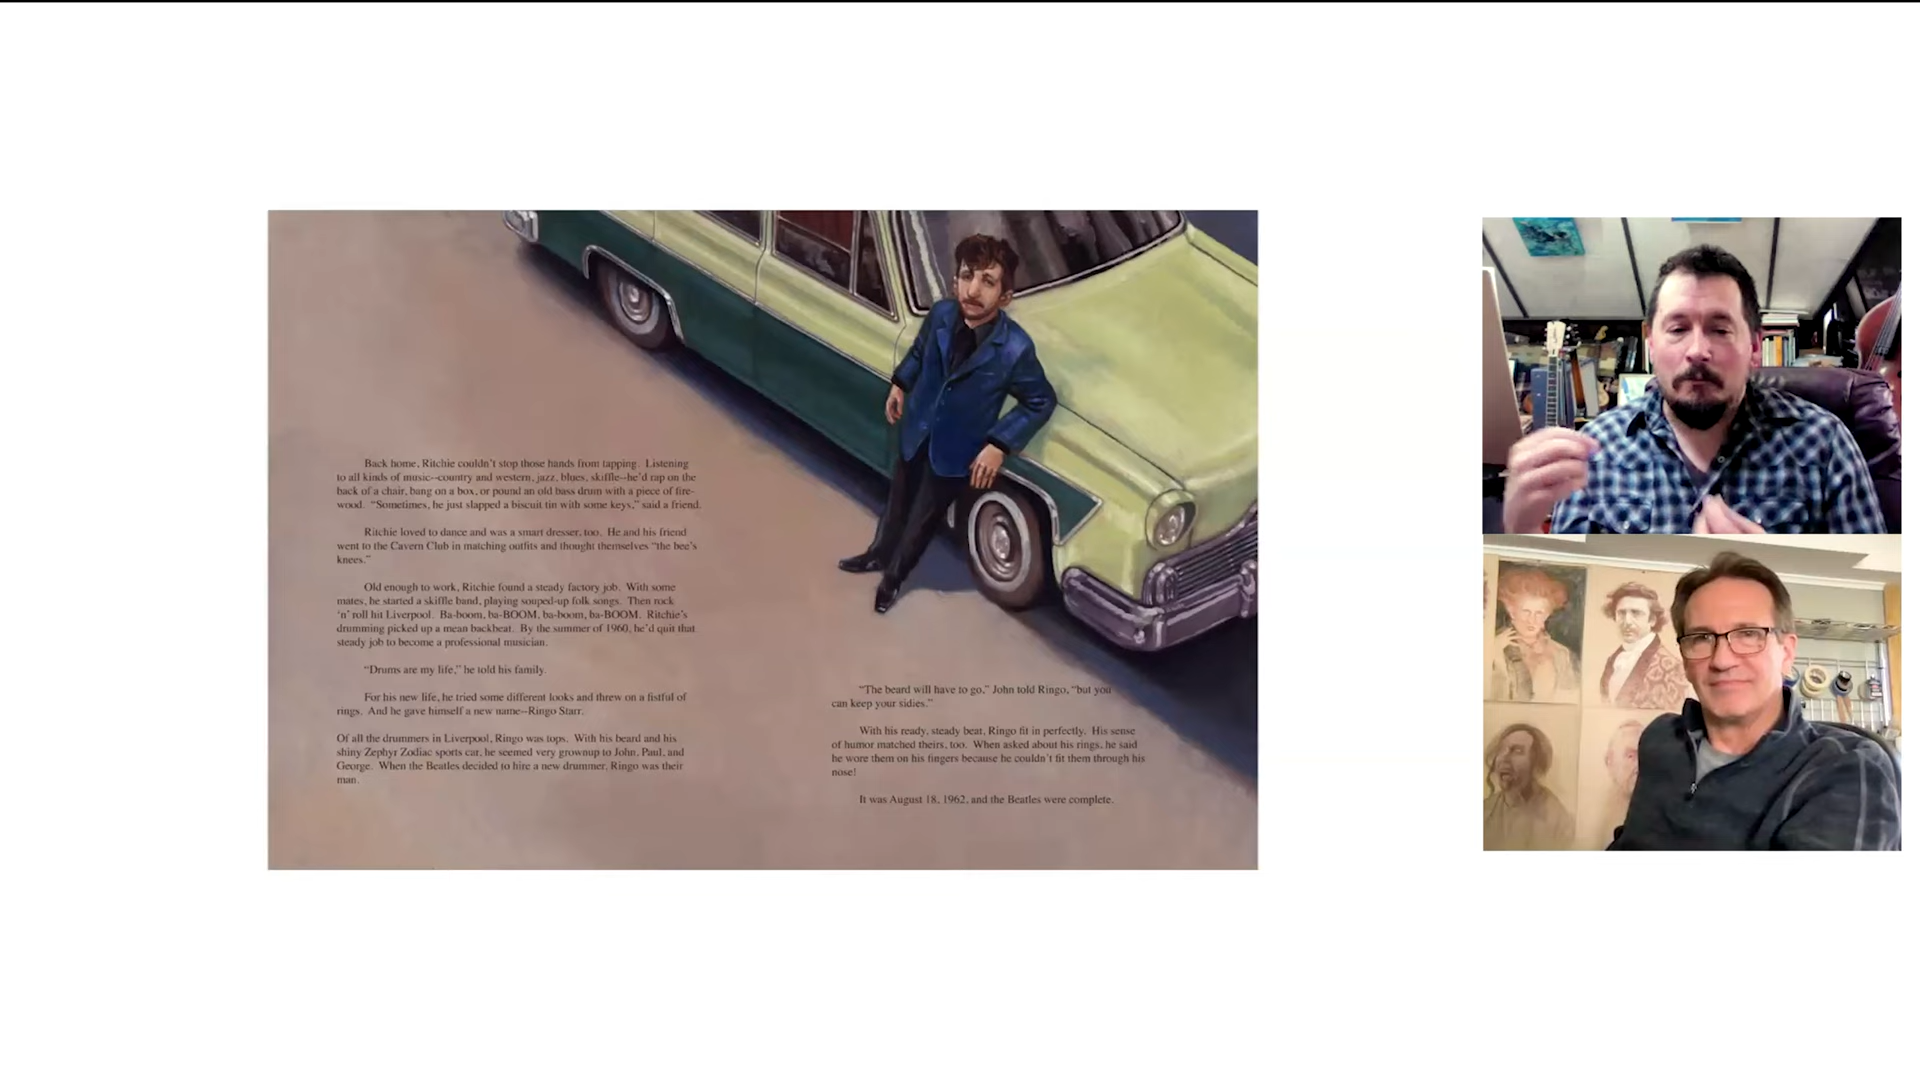 Back home, Ritchie couldn't stop those hands from tapping. Listening
to all kinds of music--country and western, jazz, blues, skiffle--he'd rap on the
back of a chair, bang on a box, or pound an old bass drum with a piece of fire-
wood. "Sometimes, he just slapped a biscuit tin with some keys," said a friend.
Ritchie loved to dance and was a smart dresser, too. He and his friend
went to the Cavern Club in matching outfits and thought themselves "the bee's
knees."
Old enough to work, Ritchie found a steady factory job. With some
mates, he started a skiffle band, playing souped-up folk songs. Then rock
'n' roll hit Liverpool. Ba-boom, ba-BOOM, ba-boom, ba-BOOM. Ritchie's
drumming picked up a mean backbeat. By the summer of 1960, he'd quit that
steady job to become a professional musician.
"Drums are my life," he told his family.
For his new life, he tried some different looks and threw on a fistful of
rings. And he gave himself a new name--Ringo Starr.
Of all the drummers in Liverpool, Ringo was tops. With his beard and his
shiny Zephyr Zodiac sports car, he seemed very grownup to John, Paul, and
George. When the Beatles decided to hire a new drummer, Ringo was their
man.
"The beard will have to go," John told Ringo, "but you
can keep your sidies."
With his ready, steady beat, Ringo fit in perfectly. His sense
of humor matched theirs, too. When asked about his rings, he said
he wore them on his fingers because he couldn't fit them through his
nose!
It was August 18, 1962, and the Beatles were complete.